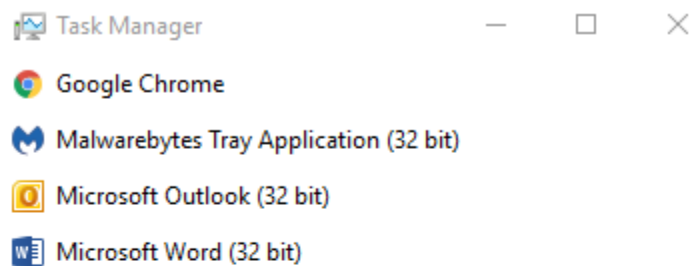 Task Manager
Google Chrome
Malwarebytes Tray Application (32 bit)
Microsoft Outlook (32 bit)
Microsoft Word (32 bit)